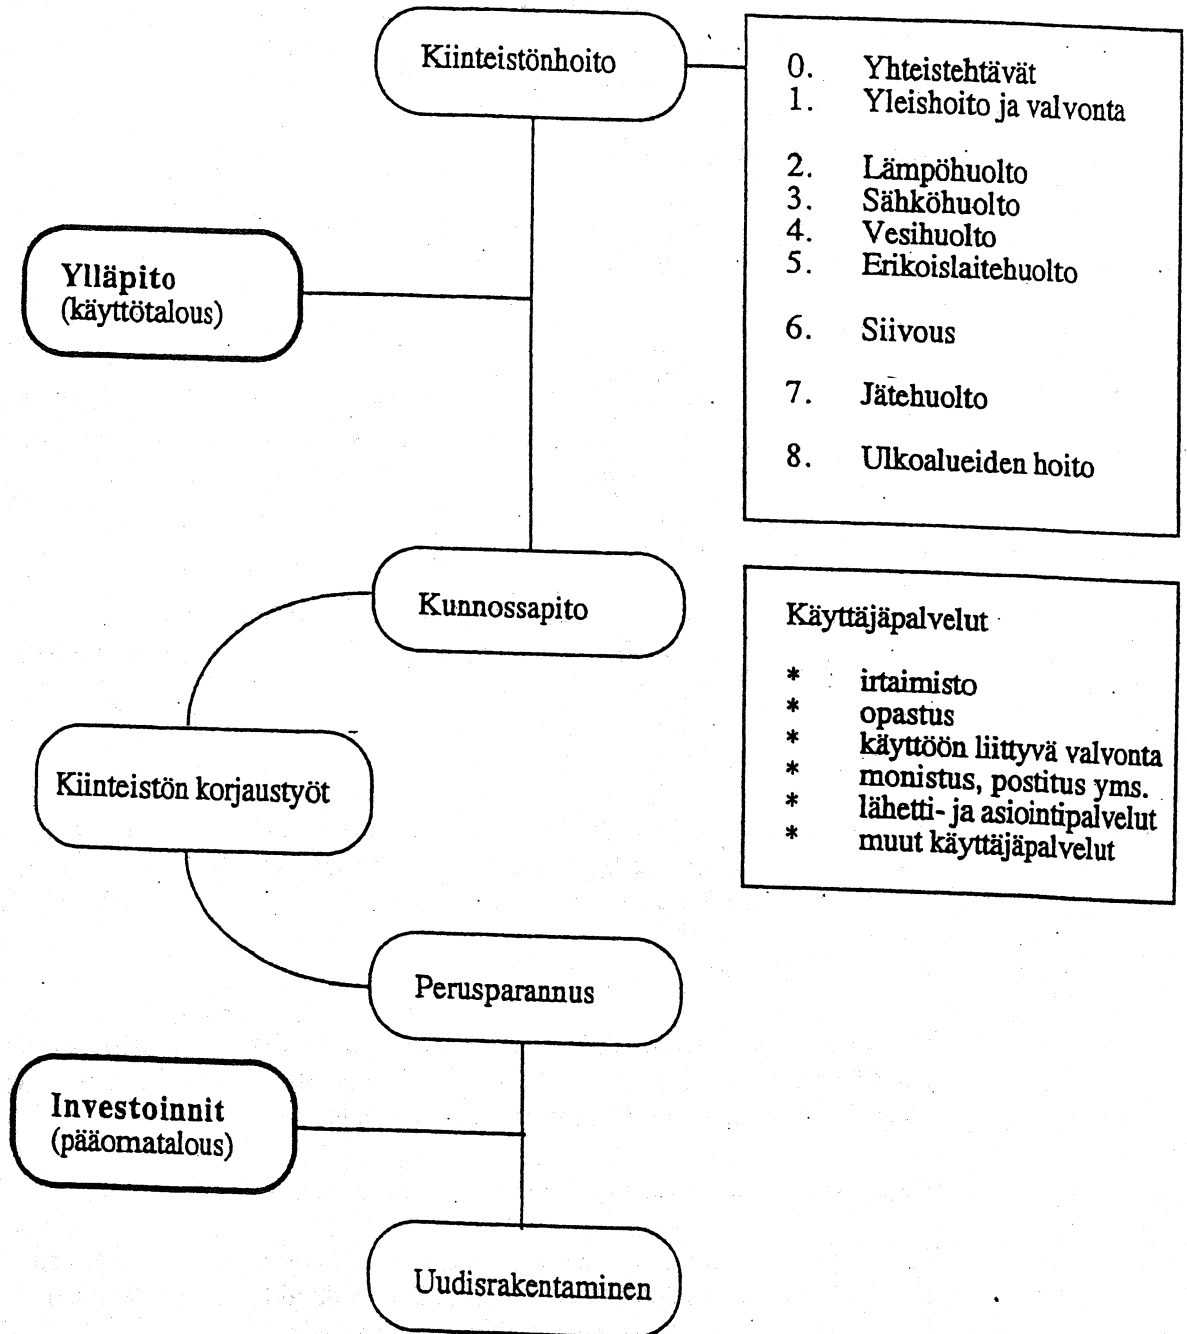 Kiinteistönhoito
0. Yhteistehtävät
1. Yleishoito ja valvonta
2. Lämpöhuolto
3. Sähköhuolto
4. Vesihuolto
5. Erikoislaitehuolto
6. Siivous
7. Jätehuolto
8. Ulkoalueiden hoito
Ylläpito
(käyttötalous)
Kunnossapito
Käyttäjäpalvelut
* irtaimisto
* opastus
* käyttöön liittyvä valvonta
* monistus, postitus yms.
* lähetti- ja asiointipalvelut
* muut käyttäjäpalvelut
Kiinteistön korjaustyöt
Perusparannus
Investoinnit
(pääomatalous)
Uudisrakentaminen